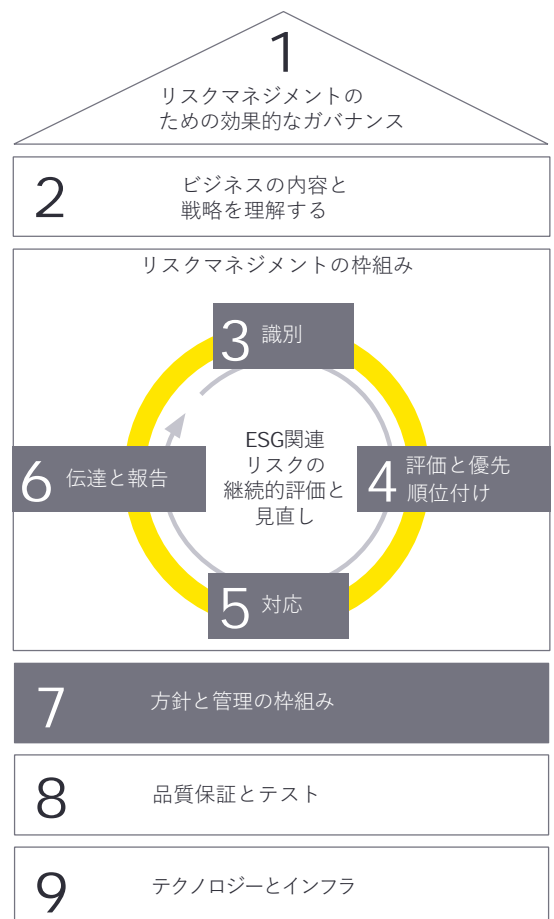 1
リスクマネジメントの
ための効果的なガバナンス
2
ビジネスの内容と
戦略を理解する
リスクマネジメントの枠組み
3 識別
ESG関連
リスクの
継続的評価と
見直し
4 評価と優先
順位付け
5 対応
6 伝達と報告
7 方針と管理の枠組み
8 品質保証とテスト
9 テクノロジーとインフラ